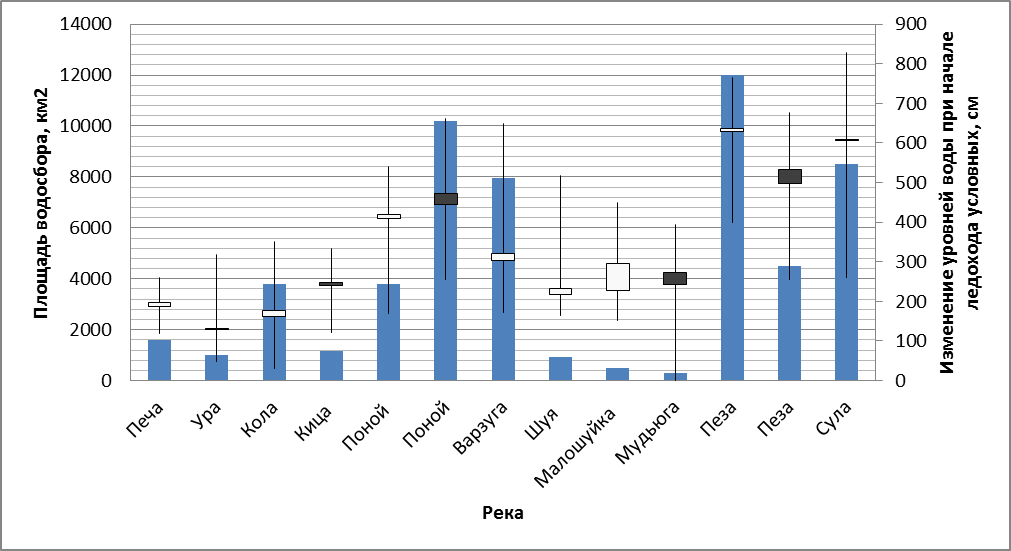 14000
12000
10000
8000
6000
4000
2000
0
Площадь водосбора, км2
900
800
700
600
500
400
300
200
100
0
Изменение уровней воды при начале
ледохода условных, см
Печа
Ура
Кола
Кица
Поной
Поной
Варзуга
Шуя
Малошуйка
Мудьюга
Пеза
Пеза
Сула
Река